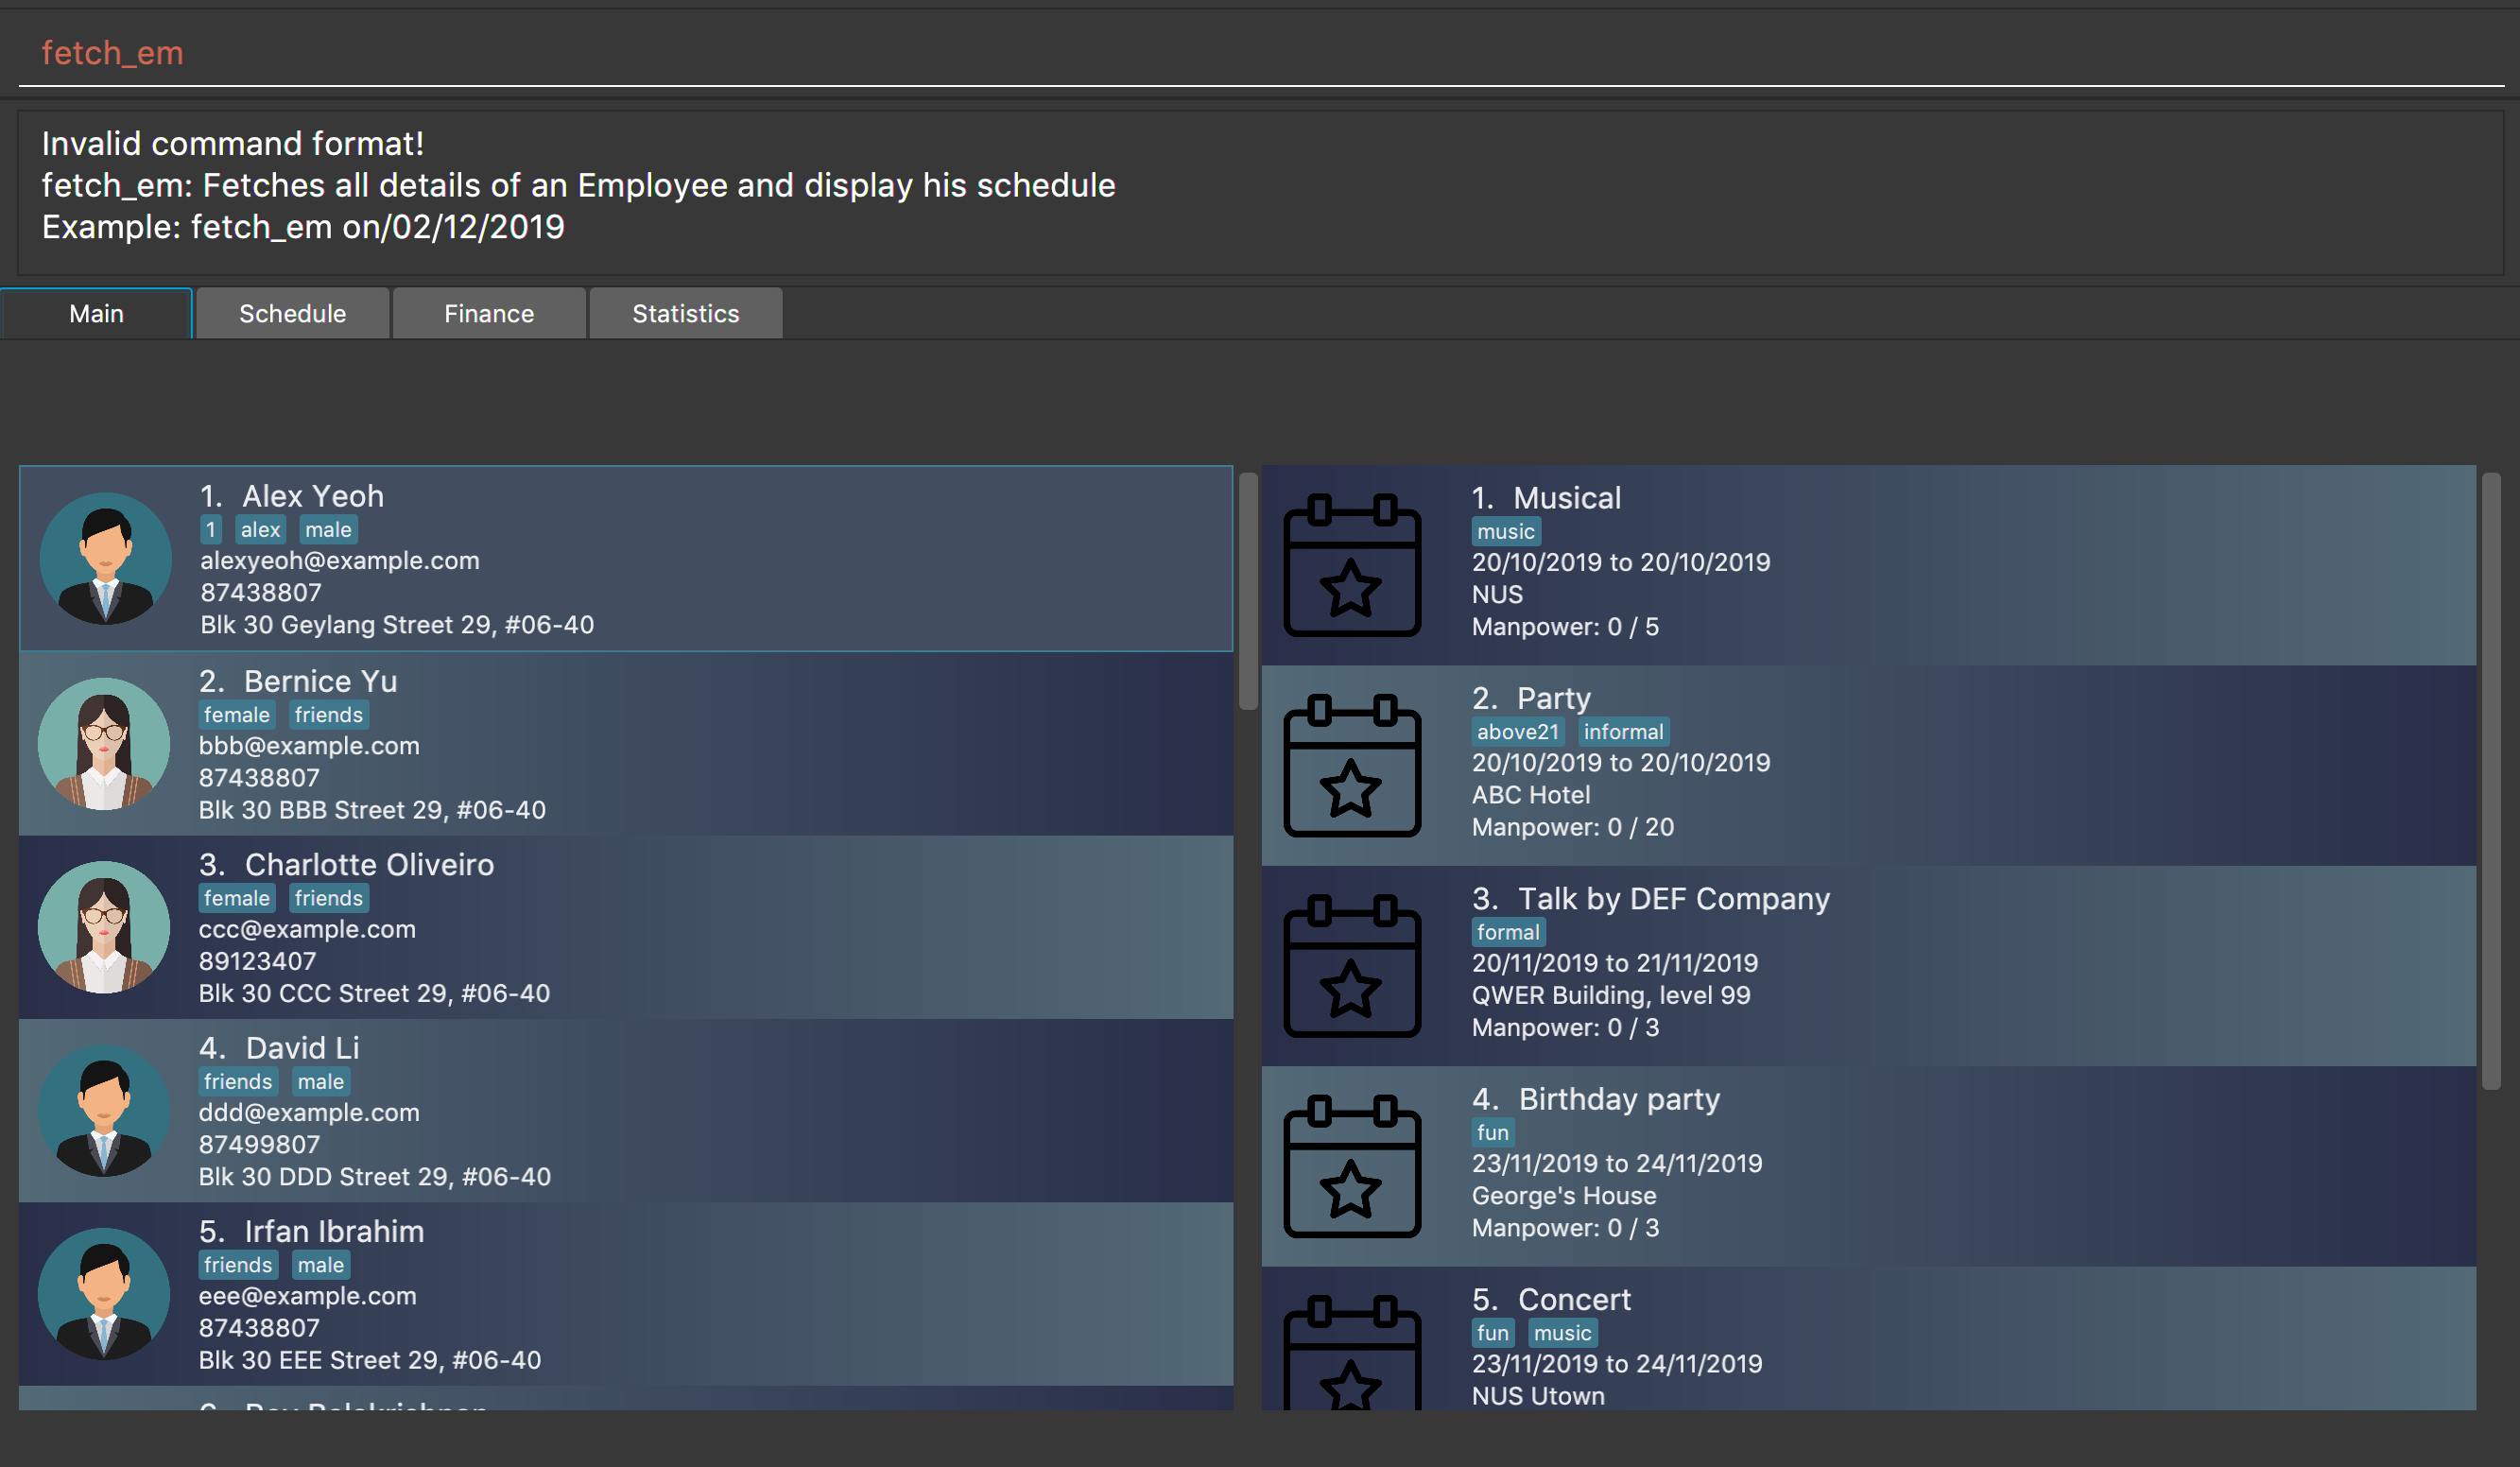 fetch_em
Invalid command format!
fetch_em: Fetches all details of an Employee and display his schedule
Example: fetch_em on/02/12/2019
Main Schedule Finance Statistics
1. Alex Yeoh
1 alex male
alexyeoh@example.com
87438807
Blk 30 Geylang Street 29, #06-40
2. Bernice Yu
female friends
bbb@example.com
87438807
Blk 30 BBB Street 29, #06-40
3. Charlotte Oliveiro
female friends
ccc@example.com
89123407
Blk 30 CCC Street 29, #06-40
4. David Li
friends male
ddd@example.com
87499807
Blk 30 DDD Street 29, #06-40
5. Irfan Ibrahim
friends male
eee@example.com
87438807
Blk 30 EEE Street 29, #06-40
1. Musical
music
20/10/2019 to 20/10/2019
NUS
Manpower: 0 / 5
2. Party
above21 informal
20/10/2019 to 20/10/2019
ABC Hotel
Manpower: 0 / 20
3. Talk by DEF Company
formal
20/11/2019 to 21/11/2019
QWER Building, level 99
Manpower: 0 / 3
4. Birthday party
fun
23/11/2019 to 24/11/2019
George's House
Manpower: 0 / 3
5. Concert
fun music
23/11/2019 to 24/11/2019
NUS Utown